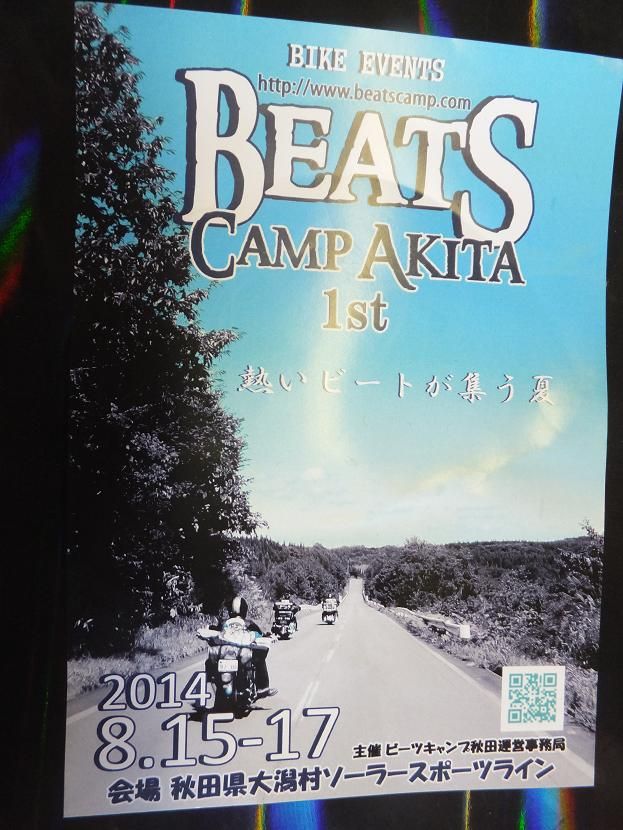 BIKE EVENTS
http://www.beatscamp.com
BEATS
CAMP AKITA
1st
熱いビートが集う夏
2014
8.15-17
主催 ビーツキャンプ秋田運営事務局
会場 秋田県大潟村ソーラースポーツライン